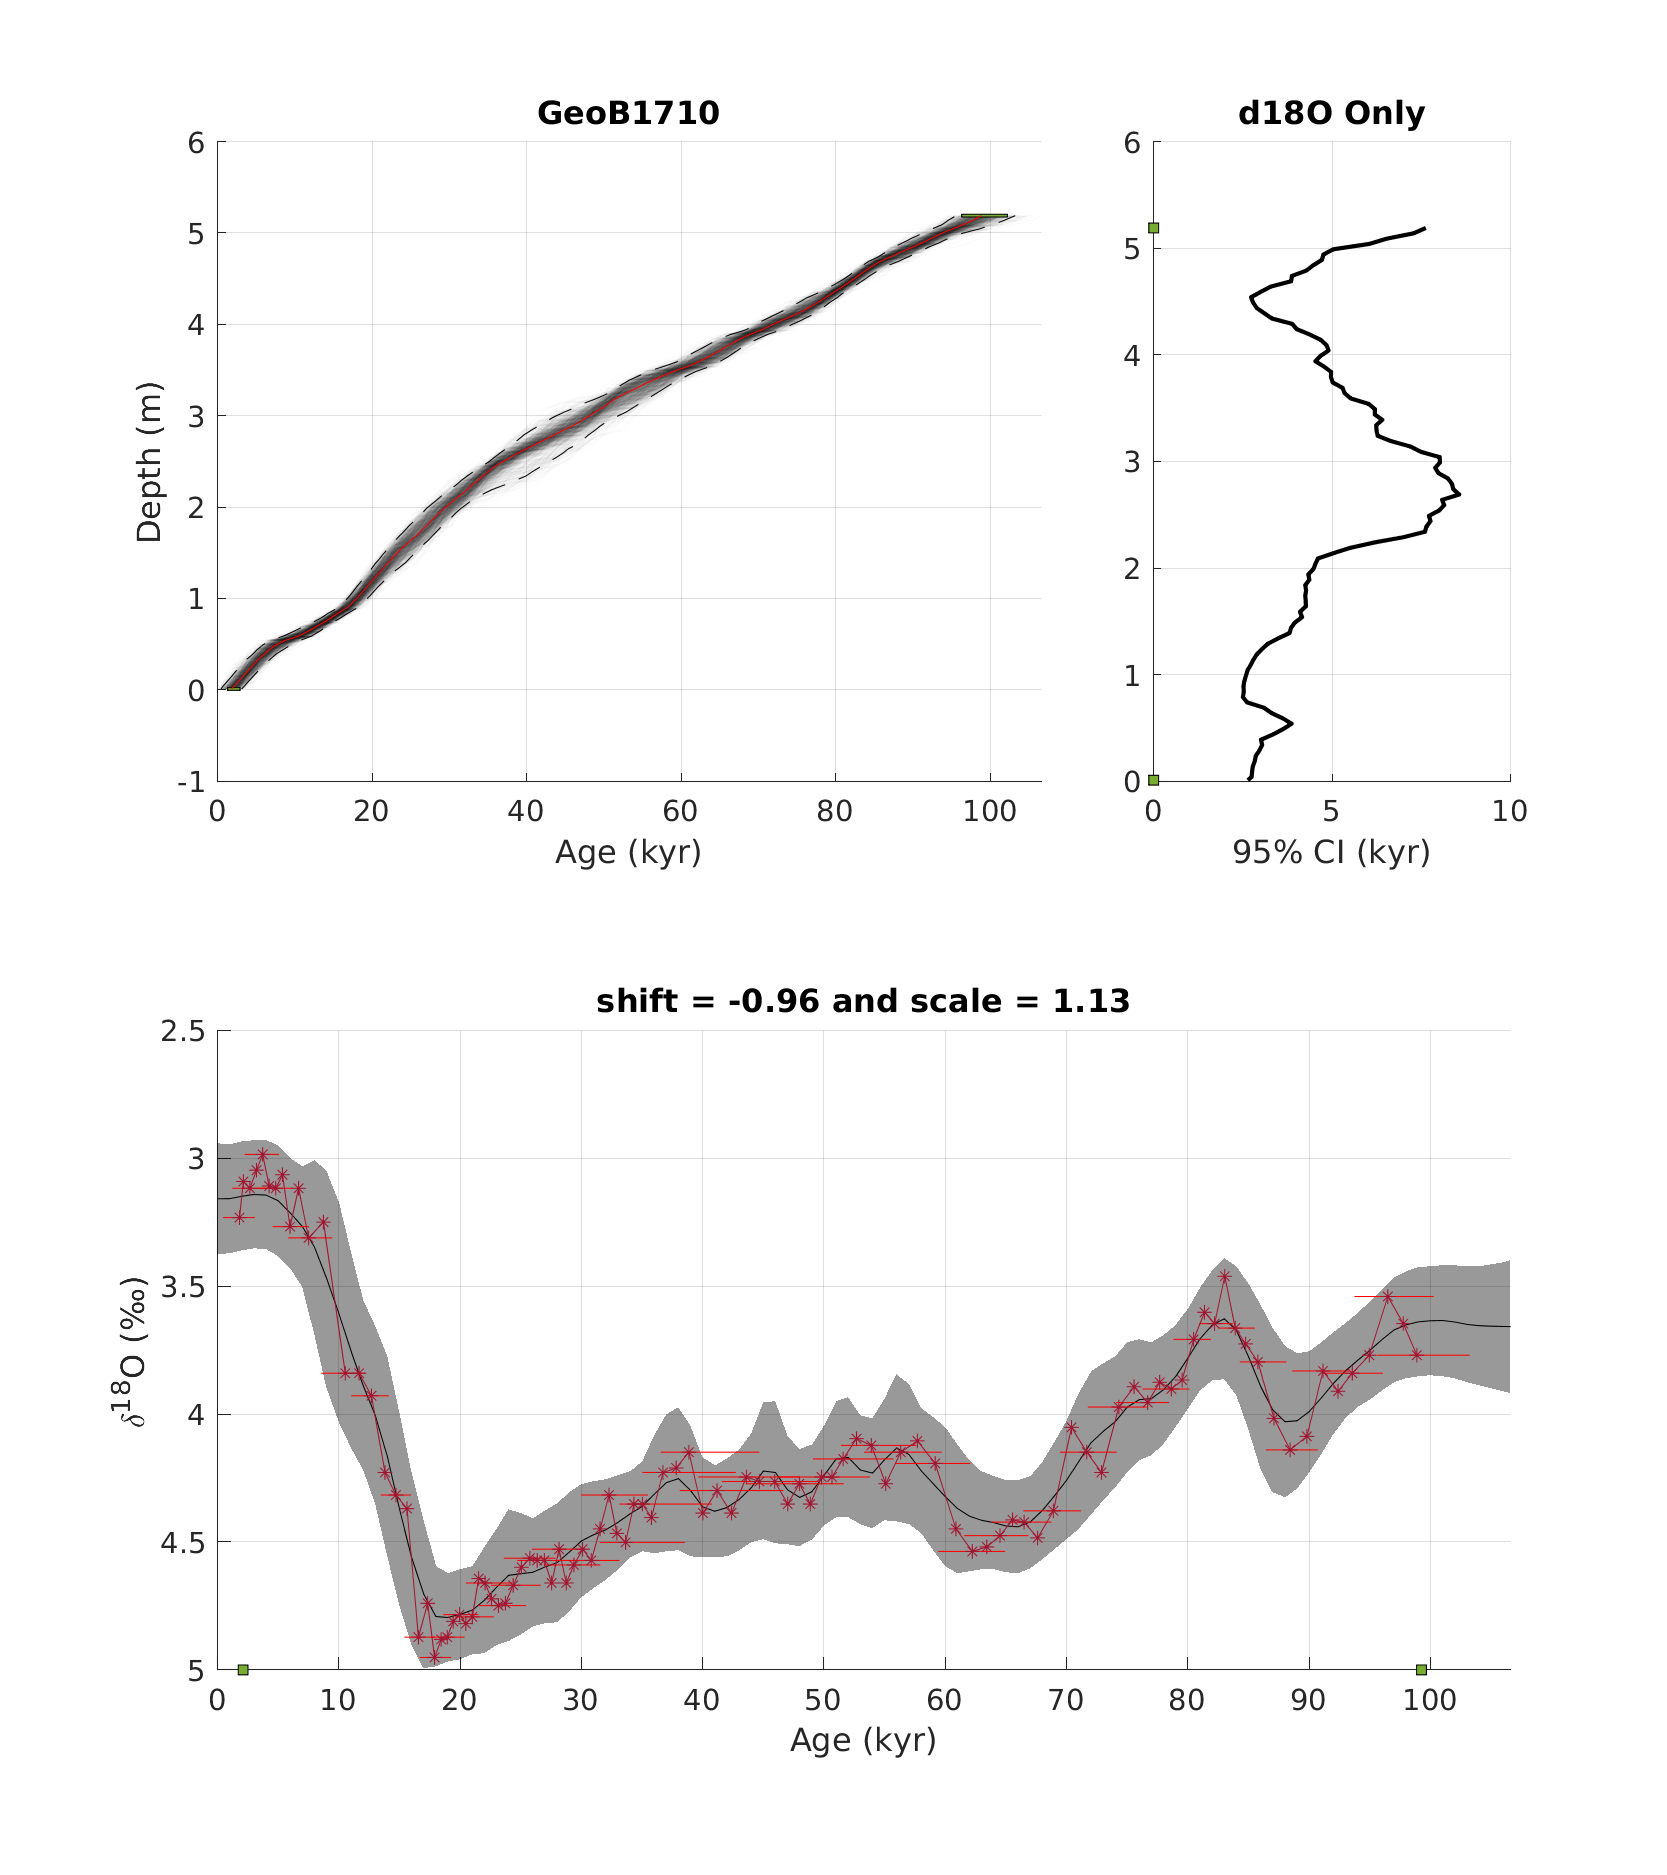 GeoB1710
d18O Only
6
5
4
3
2
1
0
-1
Depth (m)
0 20 40 60 80 100
Age (kyr)
6
5
4
3
2
1
0
0 5 10
95% CI (kyr)
shift = -0.96 and scale = 1.13
2.5
3
3.5
4
4.5
5
δ18O (‰)
0 10 20 30 40 50 60 70 80 90 100
Age (kyr)